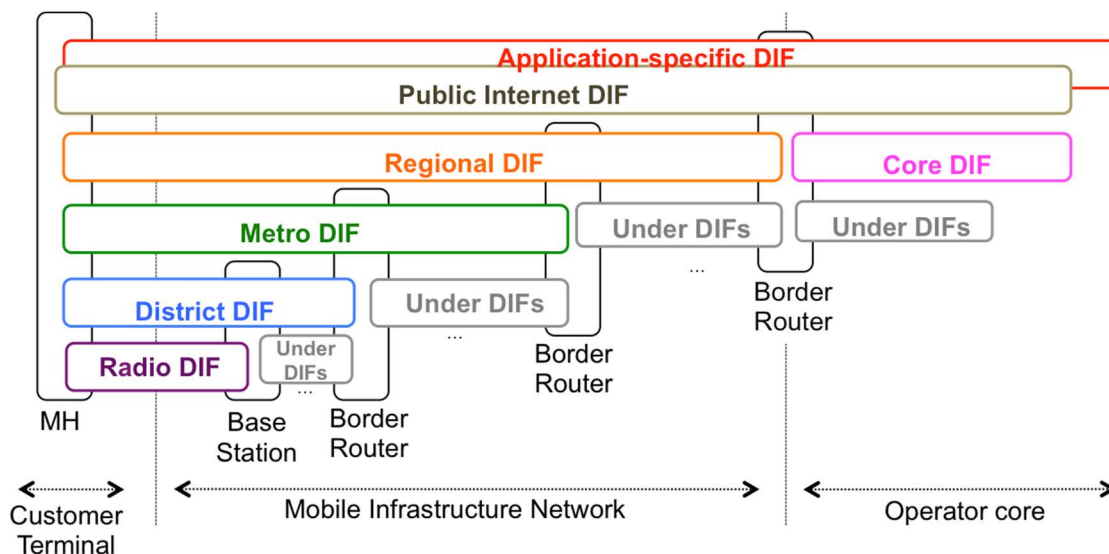 Application-specific DIF
Public Internet DIF
Regional DIF
Core DIF
Metro DIF
Under DIFs
Under DIFs
...
District DIF
Under DIFs
...
Border
Router
Radio DIF
Under
DIFs
...
Border
Router
MH
Base
Station
Border
Router
Customer
Terminal
Mobile Infrastructure Network
Operator core